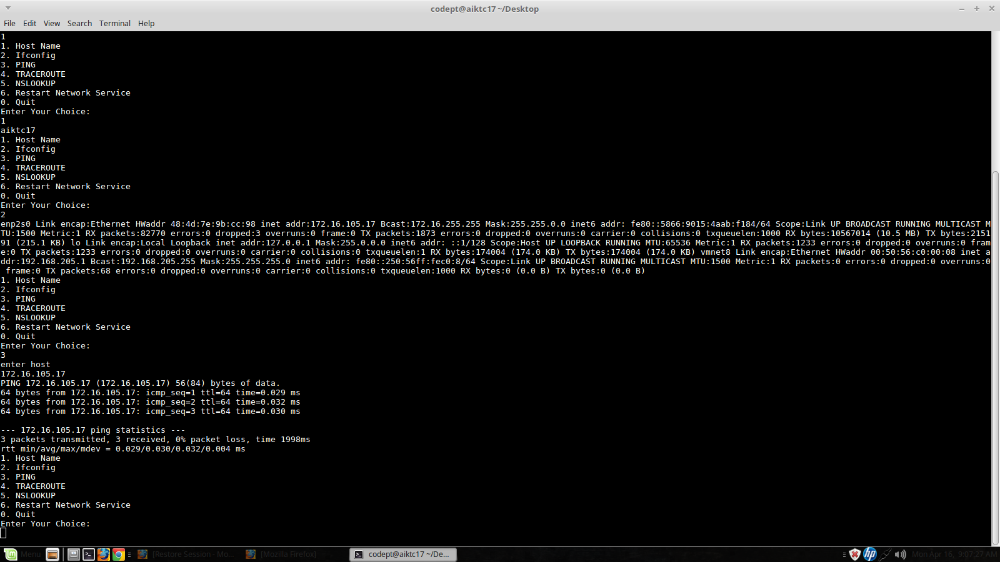 codept@aiktc17 ~/Desktop
File Edit View Search Terminal Help
1
1. Host Name
2. Ifconfig
3. PING
4. TRACEROUTE
5. NSLOOKUP
6. Restart Network Service
0. Quit
Enter Your Choice:
1
aiktc17
1. Host Name
2. Ifconfig
3. PING
4. TRACEROUTE
5. NSLOOKUP
6. Restart Network Service
0. Quit
Enter Your Choice:
2
enp2s0 Link encap:Ethernet HWaddr 48:4d:7e:9b:cc:98 inet addr:172.16.105.17 Bcast:172.16.255.255 Mask:255.255.0.0 inet6 addr: fe80::5866:9015:4aab:f184/64 Scope:Link UP BROADCAST RUNNING MULTICAST M
TU:1500 Metric:1 RX packets:82770 errors:0 dropped:3 overruns:0 frame:0 TX packets:1873 errors:0 dropped:0 overruns:0 carrier:0 collisions:0 txqueuelen:1000 RX bytes:10567014 (10.5 MB) TX bytes:2151
91 (215.1 KB) lo Link encap:Local Loopback inet addr:127.0.0.1 Mask:255.0.0.0 inet6 addr: ::1/128 Scope:Host UP LOOPBACK RUNNING MTU:65536 Metric:1 RX packets:1233 errors:0 dropped:0 overruns:0 fram
e:0 TX packets:1233 errors:0 dropped:0 overruns:0 carrier:0 collisions:0 txqueuelen:1 RX bytes:174004 (174.0 KB) TX bytes:174004 (174.0 KB) vmnet8 Link encap:Ethernet HWaddr 00:50:56:c0:00:08 inet a
ddr:192.168.205.1 Bcast:192.168.205.255 Mask:255.255.255.0 inet6 addr: fe80::250:56ff:fec0:8/64 Scope:Link UP BROADCAST RUNNING MULTICAST MTU:1500 Metric:1 RX packets:0 errors:0 dropped:0 overruns:0
frame:0 TX packets:68 errors:0 dropped:0 overruns:0 carrier:0 collisions:0 txqueuelen:1000 RX bytes:0 (0.0 B) TX bytes:0 (0.0 B)
1. Host Name
2. Ifconfig
3. PING
4. TRACEROUTE
5. NSLOOKUP
6. Restart Network Service
0. Quit
Enter Your Choice:
3
enter host
172.16.105.17
PING 172.16.105.17 (172.16.105.17) 56(84) bytes of data.
64 bytes from 172.16.105.17: icmp_seq=1 ttl=64 time=0.029 ms
64 bytes from 172.16.105.17: icmp_seq=2 ttl=64 time=0.032 ms
64 bytes from 172.16.105.17: icmp_seq=3 ttl=64 time=0.030 ms
--- 172.16.105.17 ping statistics ---
3 packets transmitted, 3 received, 0% packet loss, time 1998ms
rtt min/avg/max/mdev = 0.029/0.030/0.032/0.004 ms
1. Host Name
2. Ifconfig
3. PING
4. TRACEROUTE
5. NSLOOKUP
6. Restart Network Service
0. Quit
Enter Your Choice:
Menu [Restore Session - Mo... [Mozilla Firefox] codept@aiktc17 ~/De... hp Mon Apr 16, 9:07:27 AM